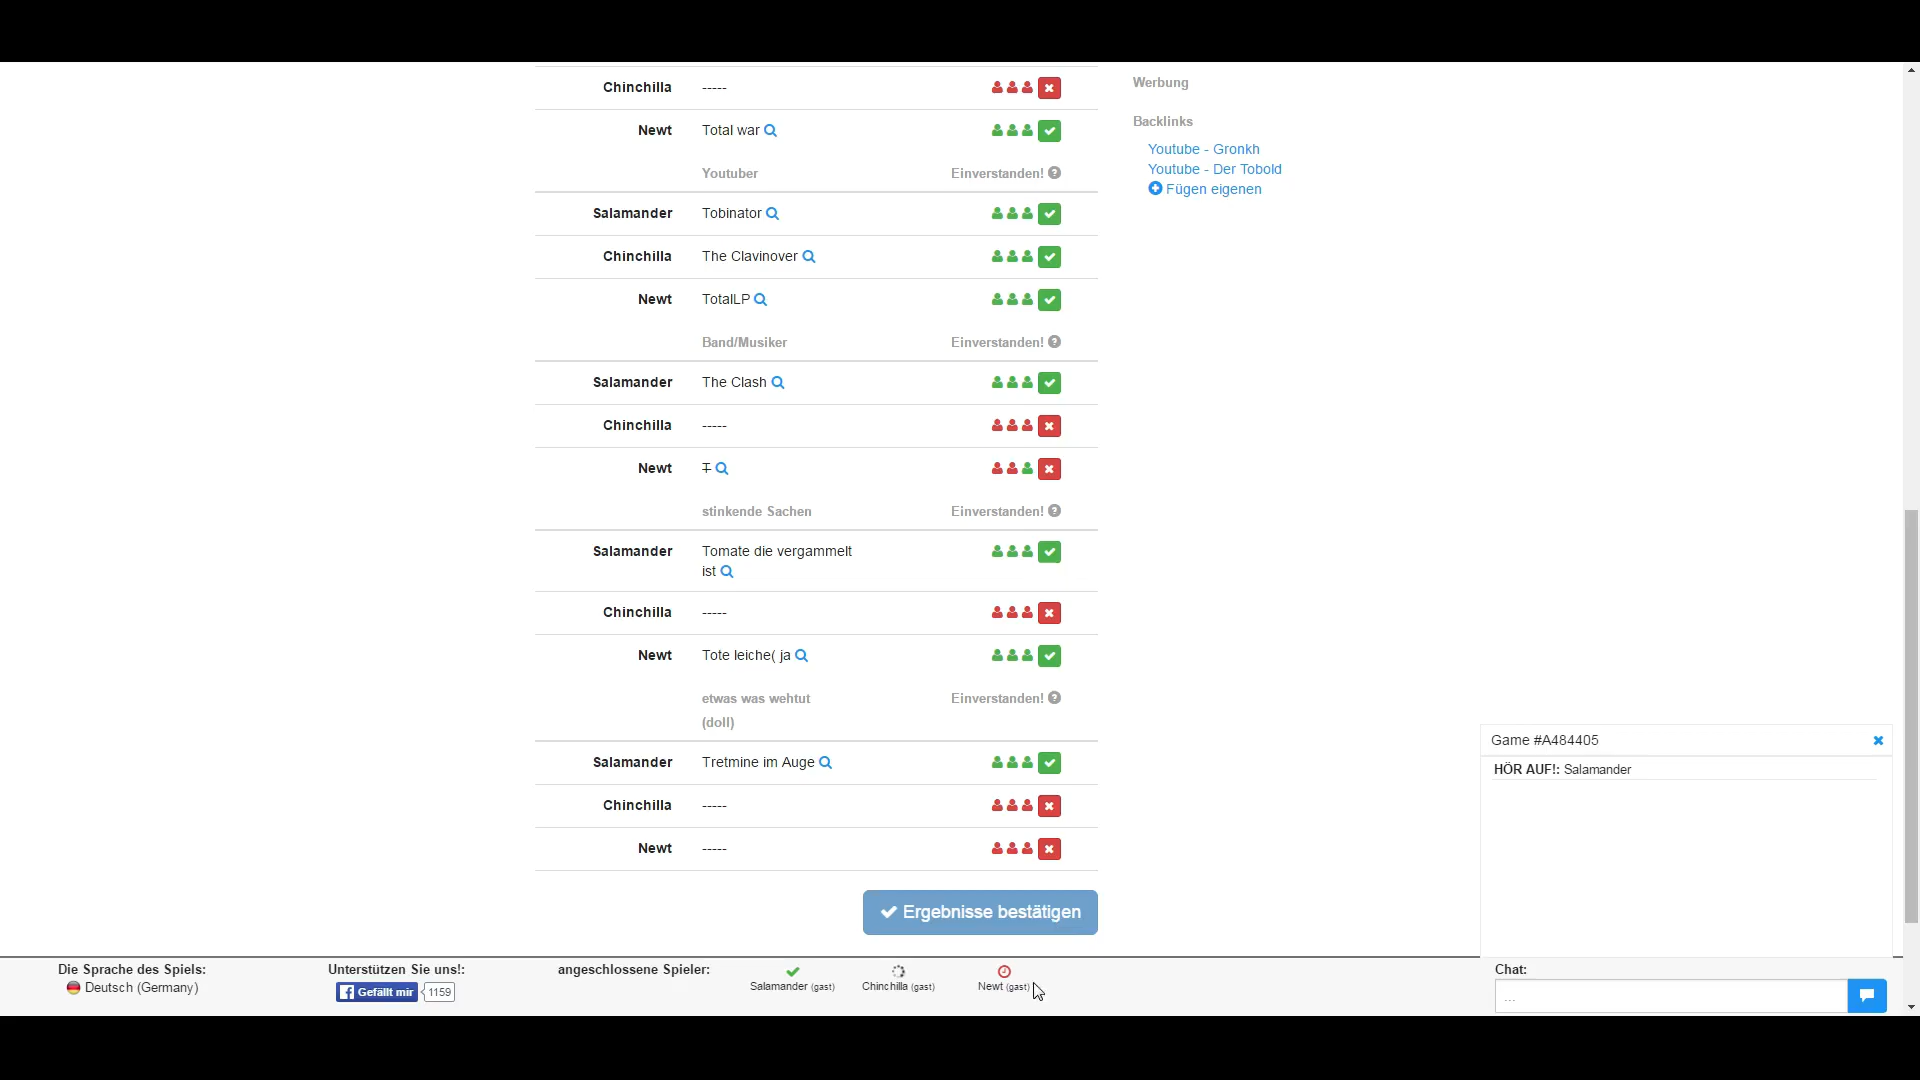 Chinchilla -----
Newt Total war
Youtuber Einverstanden!
Salamander Tobinator
Chinchilla The Clavinover
Newt TotalLP
Band/Musiker Einverstanden!
Salamander The Clash
Chinchilla -----
Newt T
stinkende Sachen Einverstanden!
Salamander Tomate die vergammelt
ist
Chinchilla -----
Newt Tote leiche( ja
etwas was wehtut Einverstanden!
(doll)
Salamander Tretmine im Auge
Chinchilla -----
Newt -----
Ergebnisse bestätigen
Werbung
Backlinks
Youtube - Gronkh
Youtube - Der Tobold
Fügen eigenen
Game #A484405
HÖR AUF!: Salamander
Die Sprache des Spiels:
Deutsch (Germany)
Unterstützen Sie uns!:
Gefällt mir 1159
angeschlossene Spieler:
Salamander (gast) Chinchilla (gast) Newt (gast)
Chat:
...